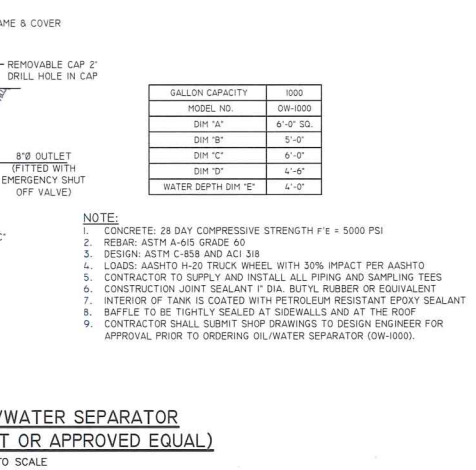 AME & COVER
REMOVABLE CAP 2"
DRILL HOLE IN CAP
GALLON CAPACITY 1000
MODEL NO. OW-1000
DIM "A" 6'-0" SQ.
DIM "B" 5'-0"
DIM "C" 6'-0"
DIM "D" 4'-6"
WATER DEPTH DIM "E" 4'-0"
8"Ø OUTLET
(FITTED WITH
EMERGENCY SHUT
OFF VALVE)
C"
NOTE:
1. CONCRETE: 28 DAY COMPRESSIVE STRENGTH F'E = 5000 PSI
2. REBAR: ASTM A-615 GRADE 60
3. DESIGN: ASTM C-858 AND ACI 318
4. LOADS: AASHTO H-20 TRUCK WHEEL WITH 30% IMPACT PER AASHTO
5. CONTRACTOR TO SUPPLY AND INSTALL ALL PIPING AND SAMPLING TEES
6. CONSTRUCTION JOINT SEALANT 1" DIA. BUTYL RUBBER OR EQUIVALENT
7. INTERIOR OF TANK IS COATED WITH PETROLEUM RESISTANT EPOXY SEALANT
8. BAFFLE TO BE TIGHTLY SEALED AT SIDEWALLS AND AT THE ROOF
9. CONTRACTOR SHALL SUBMIT SHOP DRAWINGS TO DESIGN ENGINEER FOR
APPROVAL PRIOR TO ORDERING OIL/WATER SEPARATOR (OW-1000).
/WATER SEPARATOR
T OR APPROVED EQUAL)
TO SCALE